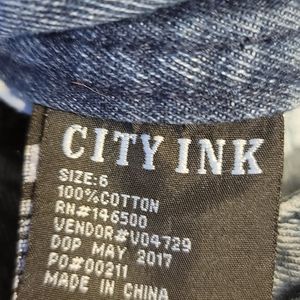 CITY INK
SIZE:6
100%COTTON
RN#146500
VENDOR#V04729
DOP MAY 2017
PO#00211
MADE IN CHINA